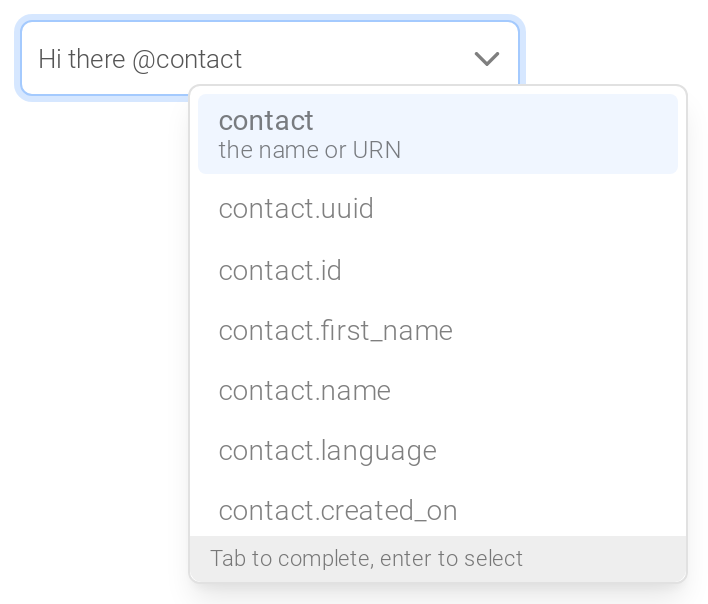 Hi there @contact
contact
the name or URN
contact.uuid
contact.id
contact.first_name
contact.name
contact.language
contact.created_on
Tab to complete, enter to select